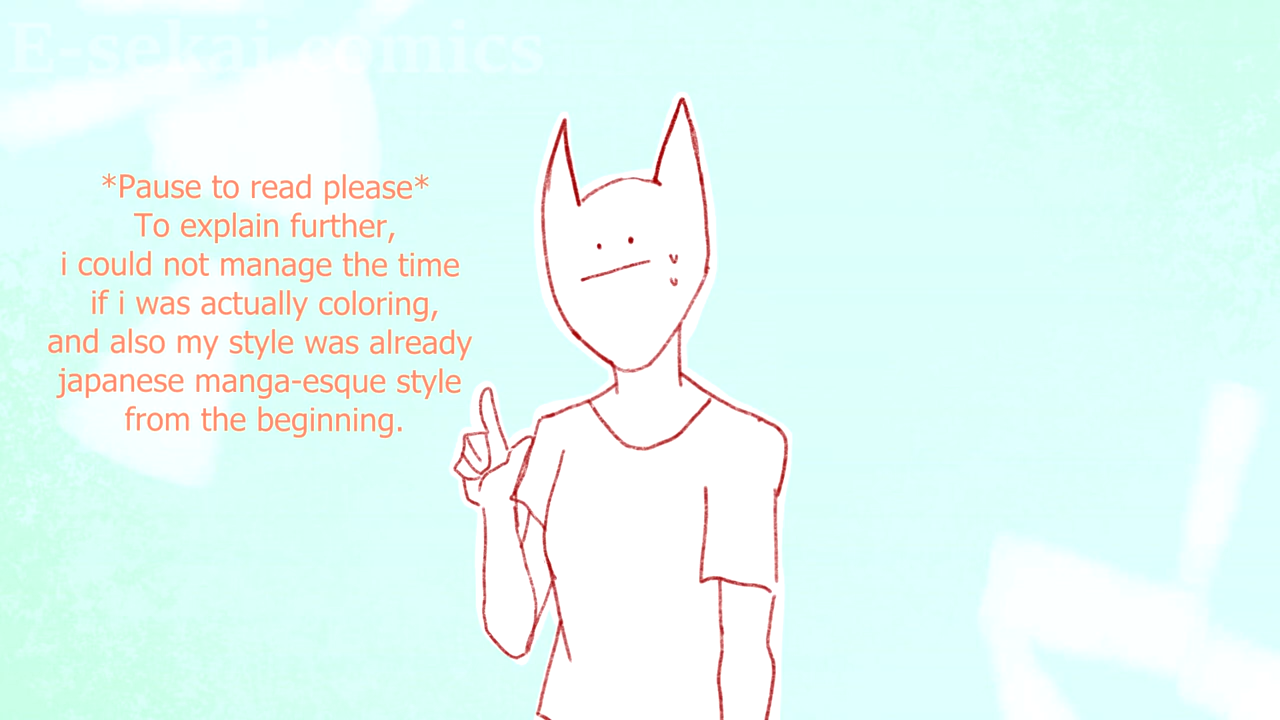 E-sekai comics
*Pause to read please*
To explain further,
i could not manage the time
if i was actually coloring,
and also my style was already
japanese manga-esque style
from the beginning.